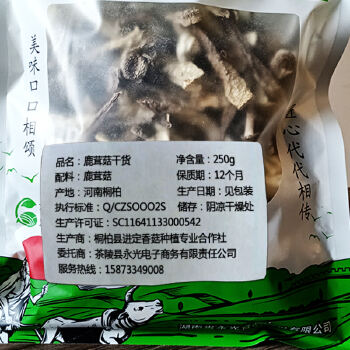 美味口口相颂
匠心代代相传
品名：鹿茸菇干货 净含量：250g
配料：鹿茸菇 保质期：12个月
产地：河南桐柏 生产日期：见包装
执行标准：Q/CZSOOO2S 储存：阴凉干燥处
生产许可证：SC11641133000542
生产商：桐柏县进定香菇种植专业合作社
委托商：茶陵县永光电子商务有限责任公司
服务热线：15873349008